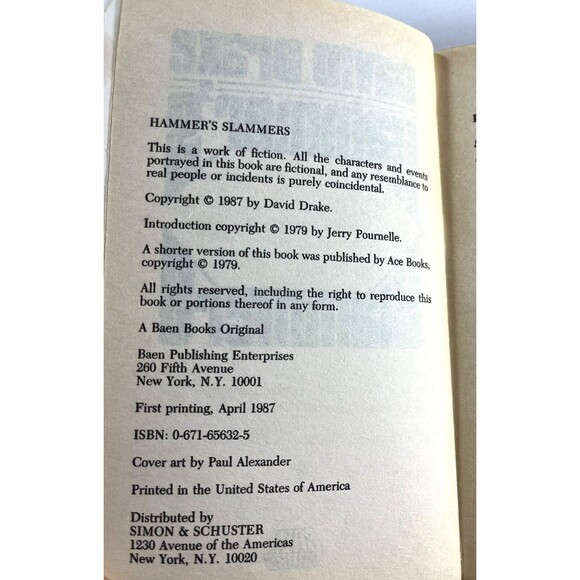 HAMMER'S SLAMMERS
This is a work of fiction. All the characters and events
portrayed in this book are fictional, and any resemblance to
real people or incidents is purely coincidental.
Copyright © 1987 by David Drake.
Introduction copyright © 1979 by Jerry Pournelle.
A shorter version of this book was published by Ace Books,
copyright © 1979.
All rights reserved, including the right to reproduce this
book or portions thereof in any form.
A Baen Books Original
Baen Publishing Enterprises
260 Fifth Avenue
New York, N.Y. 10001
First printing, April 1987
ISBN: 0-671-65632-5
Cover art by Paul Alexander
Printed in the United States of America
Distributed by
SIMON & SCHUSTER
1230 Avenue of the Americas
New York, N.Y. 10020